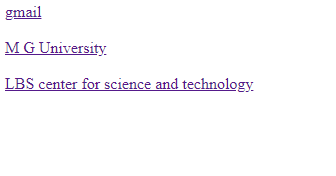 gmail
M G University
LBS center for science and technology